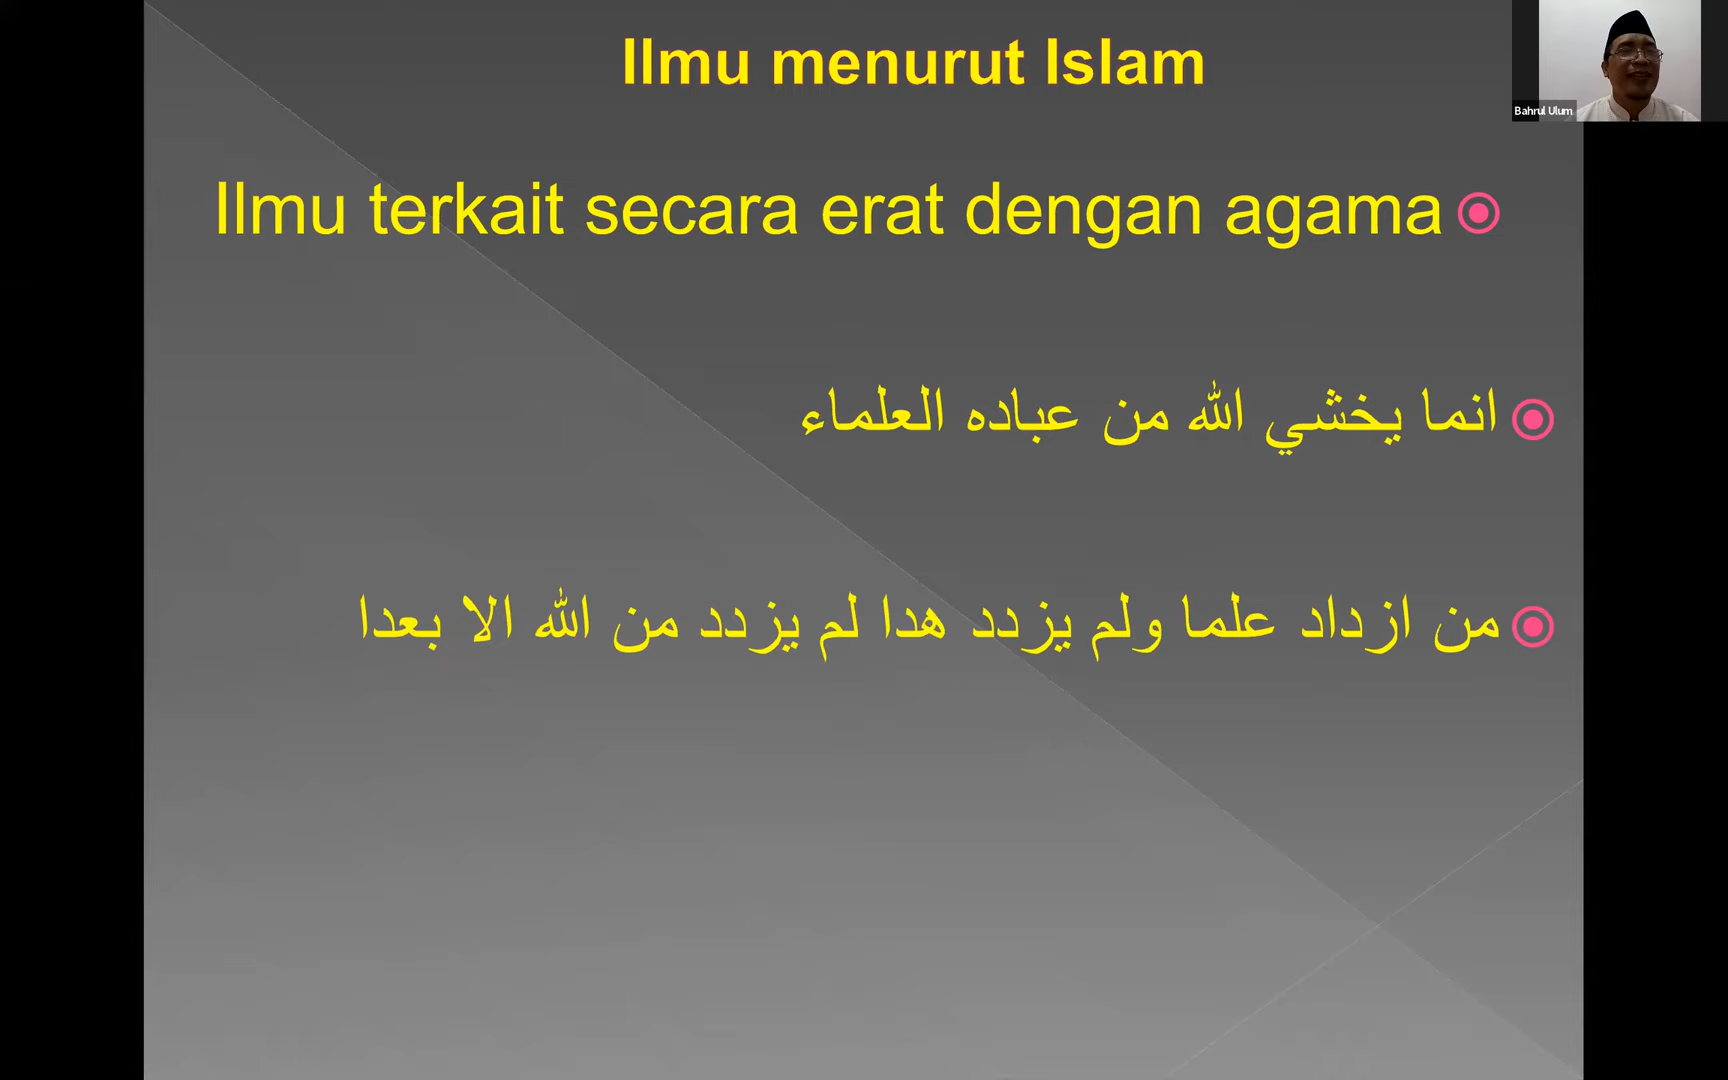 Ilmu menurut Islam
Bahrul Ulum
Ilmu terkait secara erat dengan agama
انما يخشي الله من عباده العلماء
من ازداد علما ولم يزدد هدا لم يزدد من الله الا بعدا